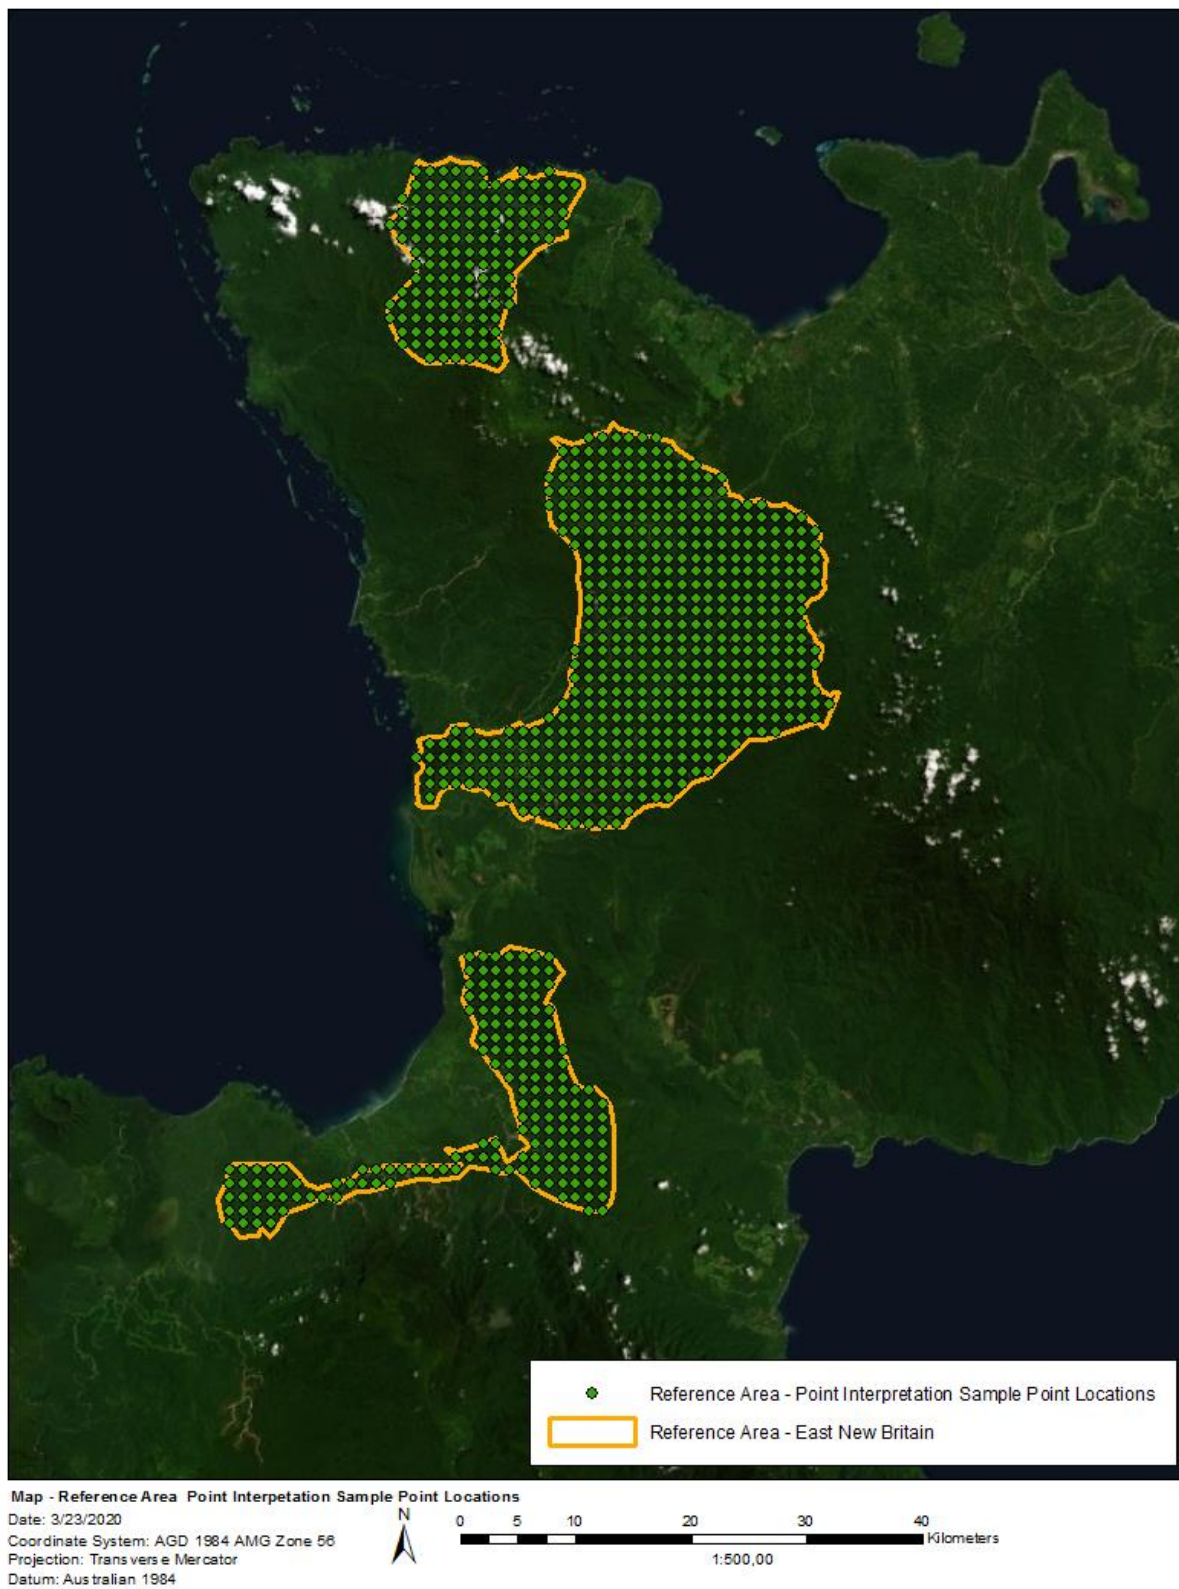 Reference Area - Point Interpretation Sample Point Locations
Reference Area - East New Britain
Map - Reference Area Point Interpetation Sample Point Locations
Date: 3/23/2020
Coordinate System: AGD 1984 AMG Zone 56
Projection: Transverse Mercator
Datum: Australian 1984
N
0 5 10 20 30 40
Kilometers
1:500,00